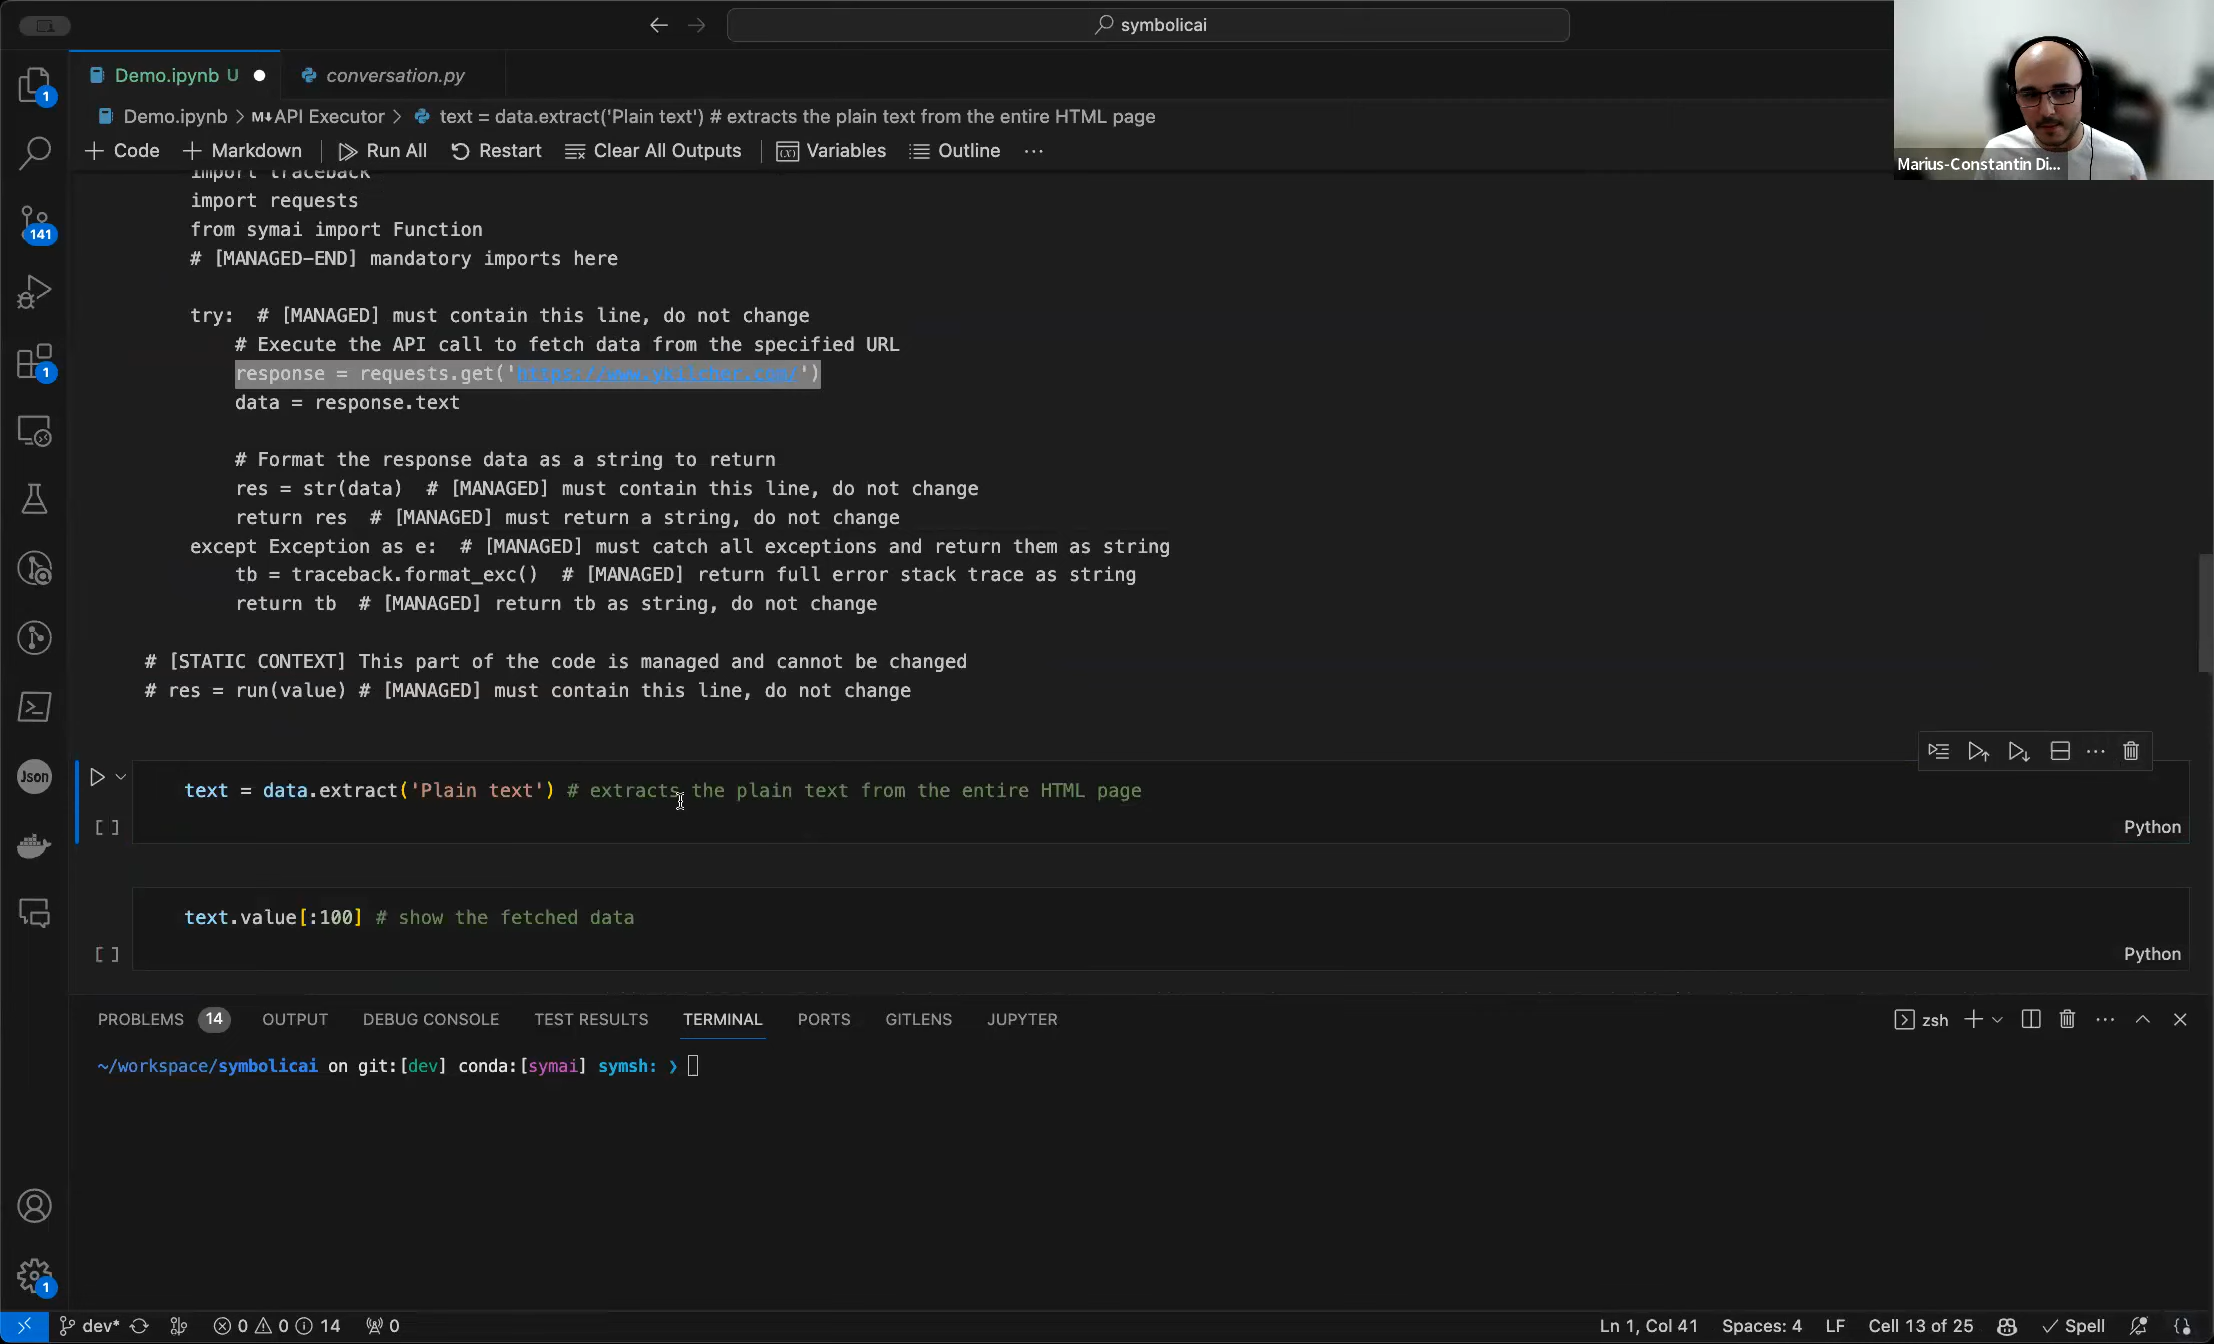 symbolicai
Demo.ipynb U
conversation.py
Demo.ipynb > M↓API Executor > text = data.extract('Plain text') # extracts the plain text from the entire HTML page
+ Code + Markdown Run All Restart Clear All Outputs Variables Outline ...
Marius-Constantin Di...
import traceback
import requests
from symai import Function
# [MANAGED-END] mandatory imports here
try:  # [MANAGED] must contain this line, do not change
# Execute the API call to fetch data from the specified URL
response = requests.get('https://www.ykilcher.com/')
data = response.text
# Format the response data as a string to return
res = str(data)  # [MANAGED] must contain this line, do not change
return res  # [MANAGED] must return a string, do not change
except Exception as e:  # [MANAGED] must catch all exceptions and return them as string
tb = traceback.format_exc()  # [MANAGED] return full error stack trace as string
return tb  # [MANAGED] return tb as string, do not change
# [STATIC CONTEXT] This part of the code is managed and cannot be changed
# res = run(value) # [MANAGED] must contain this line, do not change
text = data.extract('Plain text') # extracts the plain text from the entire HTML page
[ ]
Python
text.value[:100] # show the fetched data
[ ]
Python
PROBLEMS 14 OUTPUT DEBUG CONSOLE TEST RESULTS TERMINAL PORTS GITLENS JUPYTER
zsh
~/workspace/symbolicai on git:[dev] conda:[symai] symsh: ❯
1
141
1
Json
1
dev* 0 0 14 0
Ln 1, Col 41 Spaces: 4 LF Cell 13 of 25 Spell